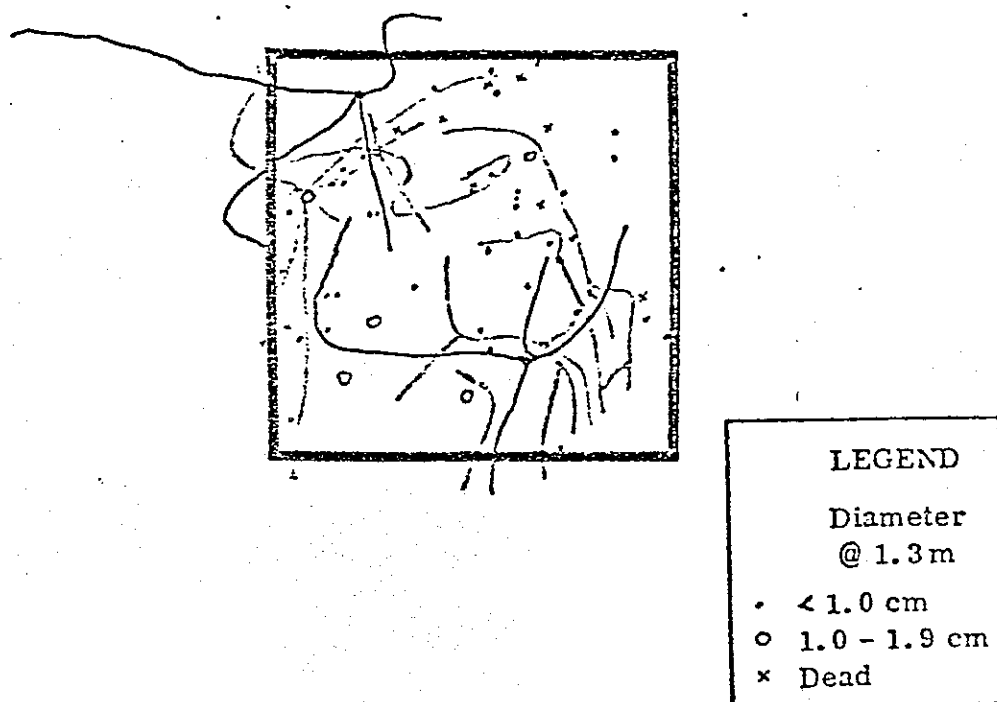 LEGEND
Diameter
@ 1.3 m
• < 1.0 cm
o 1.0 - 1.9 cm
× Dead